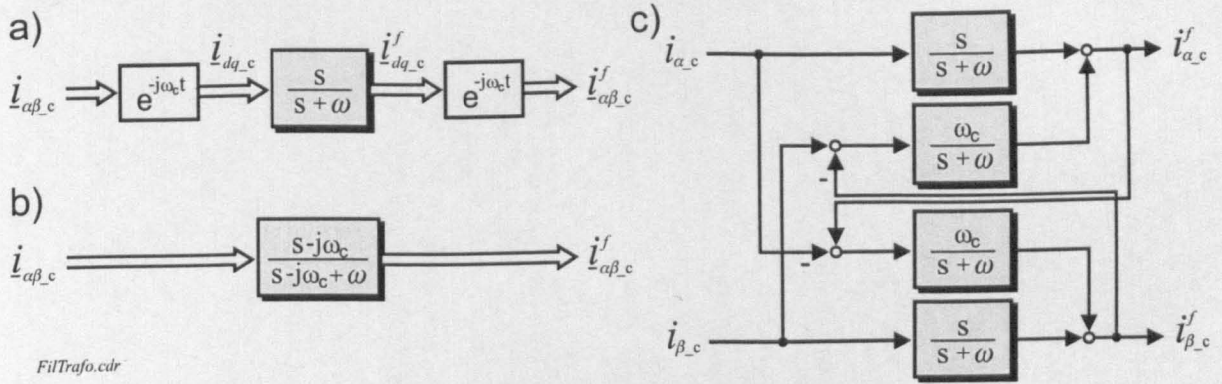 a)
i_αβ_c
e^-jω_c t
i_dq_c
s
s + ω
i^f_dq_c
e^-jω_c t
i^f_αβ_c
b)
i_αβ_c
s-jω_c
s-jω_c+ω
i^f_αβ_c
FilTrafo.cdr
c)
i_α_c
s
s + ω
i^f_α_c
ω_c
s + ω
-
ω_c
s + ω
-
i_β_c
s
s + ω
i^f_β_c